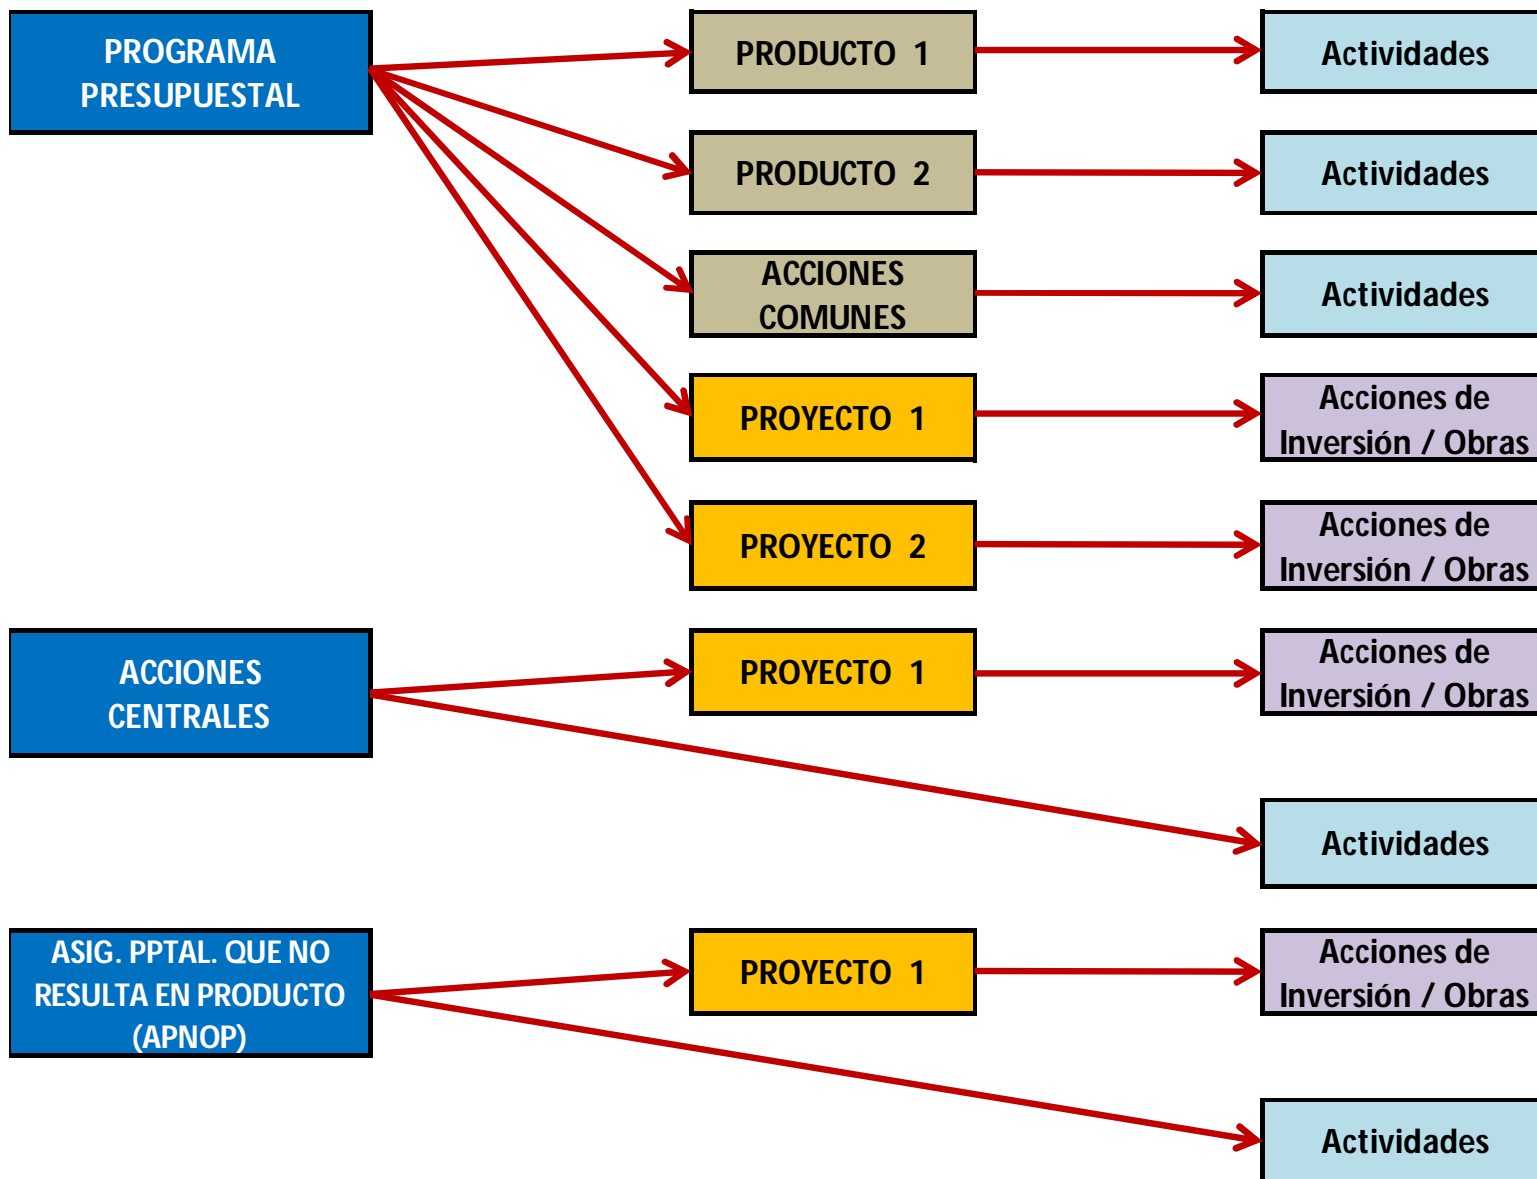 PROGRAMA
PRESUPUESTAL
PRODUCTO 1
Actividades
PRODUCTO 2
Actividades
ACCIONES
COMUNES
Actividades
PROYECTO 1
Acciones de
Inversión / Obras
PROYECTO 2
Acciones de
Inversión / Obras
ACCIONES
CENTRALES
PROYECTO 1
Acciones de
Inversión / Obras
Actividades
ASIG. PPTAL. QUE NO
RESULTA EN PRODUCTO
(APNOP)
PROYECTO 1
Acciones de
Inversión / Obras
Actividades